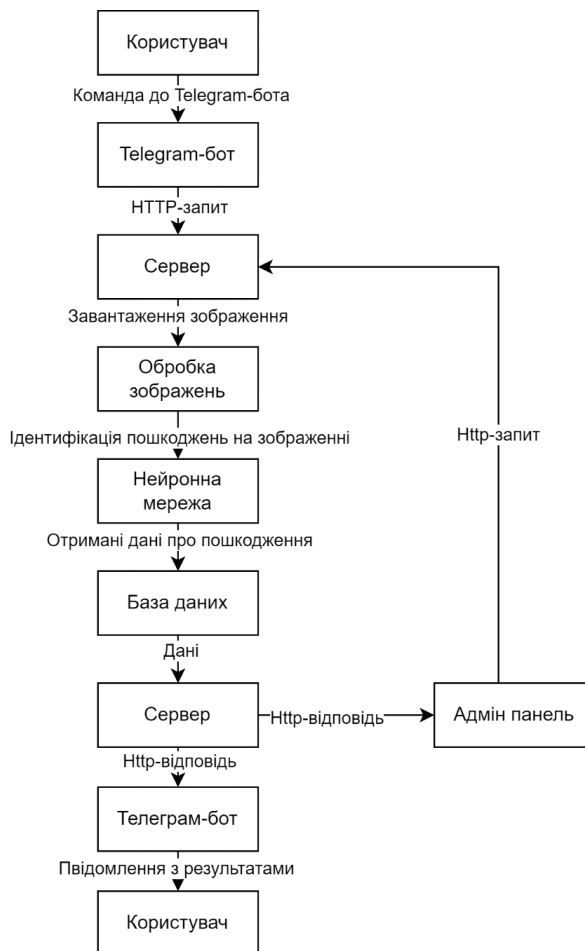 Користувач
Команда до Telegram-бота
Telegram-бот
HTTP-запит
Сервер
Завантаження зображення
Обробка
зображень
Http-запит
Ідентифікація пошкоджень на зображенні
Нейронна
мережа
Отримані дані про пошкодження
База даних
Дані
Сервер
Http-відповідь
Адмін панель
Http-відповідь
Телеграм-бот
Пвідомлення з результатами
Користувач